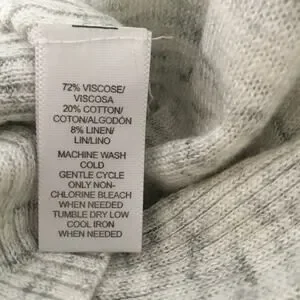 72% VISCOSE/
VISCOSA
20% COTTON/
COTON/ALGODÓN
8% LINEN/
LIN/LINO
MACHINE WASH
COLD
GENTLE CYCLE
ONLY NON-
CHLORINE BLEACH
WHEN NEEDED
TUMBLE DRY LOW
COOL IRON
WHEN NEEDED